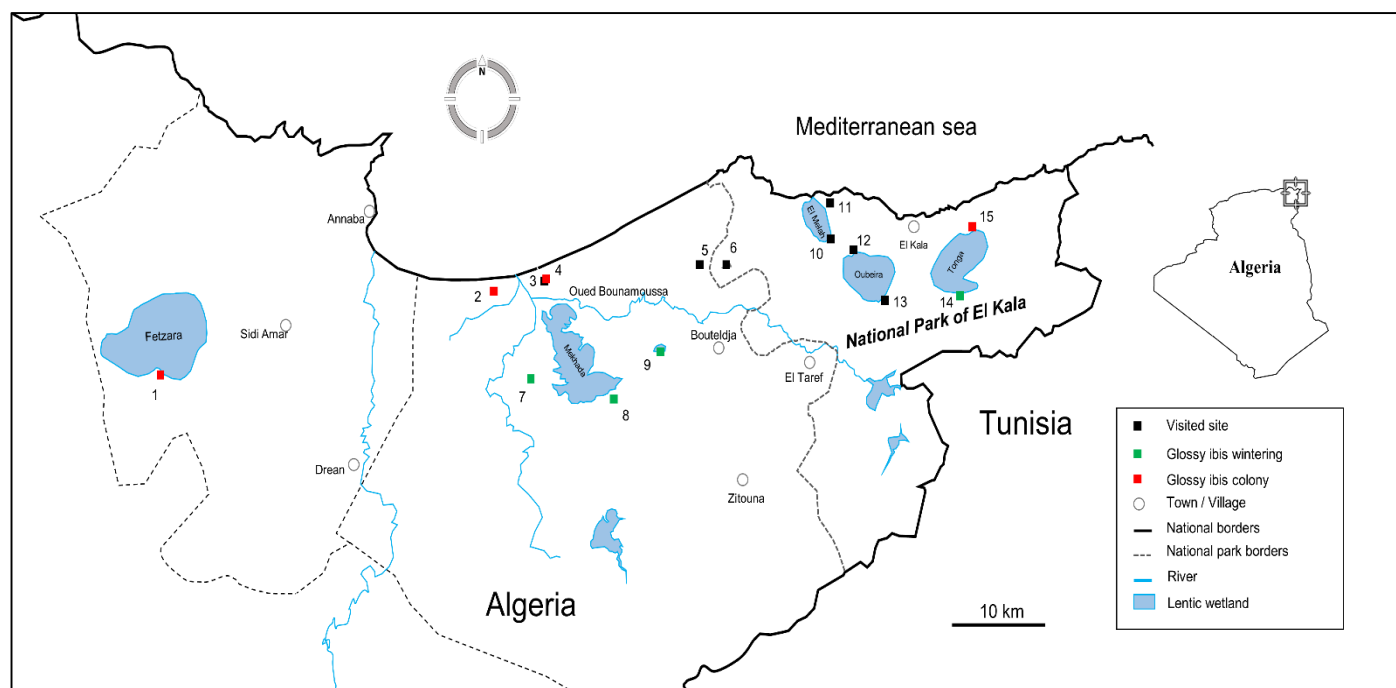 N
Mediterranean sea
Annaba
El Melah
11
15
El Kala
10
12
5
6
Tonga
Algeria
Oubeira
4
3
2
Oued Bounamoussa
13
14
National Park of El Kala
Fetzara
Sidi Amar
Mekhada
Bouteldja
9
El Taref
1
7
8
Tunisia
Visited site
Glossy ibis wintering
Glossy ibis colony
Town / Village
National borders
National park borders
River
Lentic wetland
Drean
Zitouna
Algeria
10 km